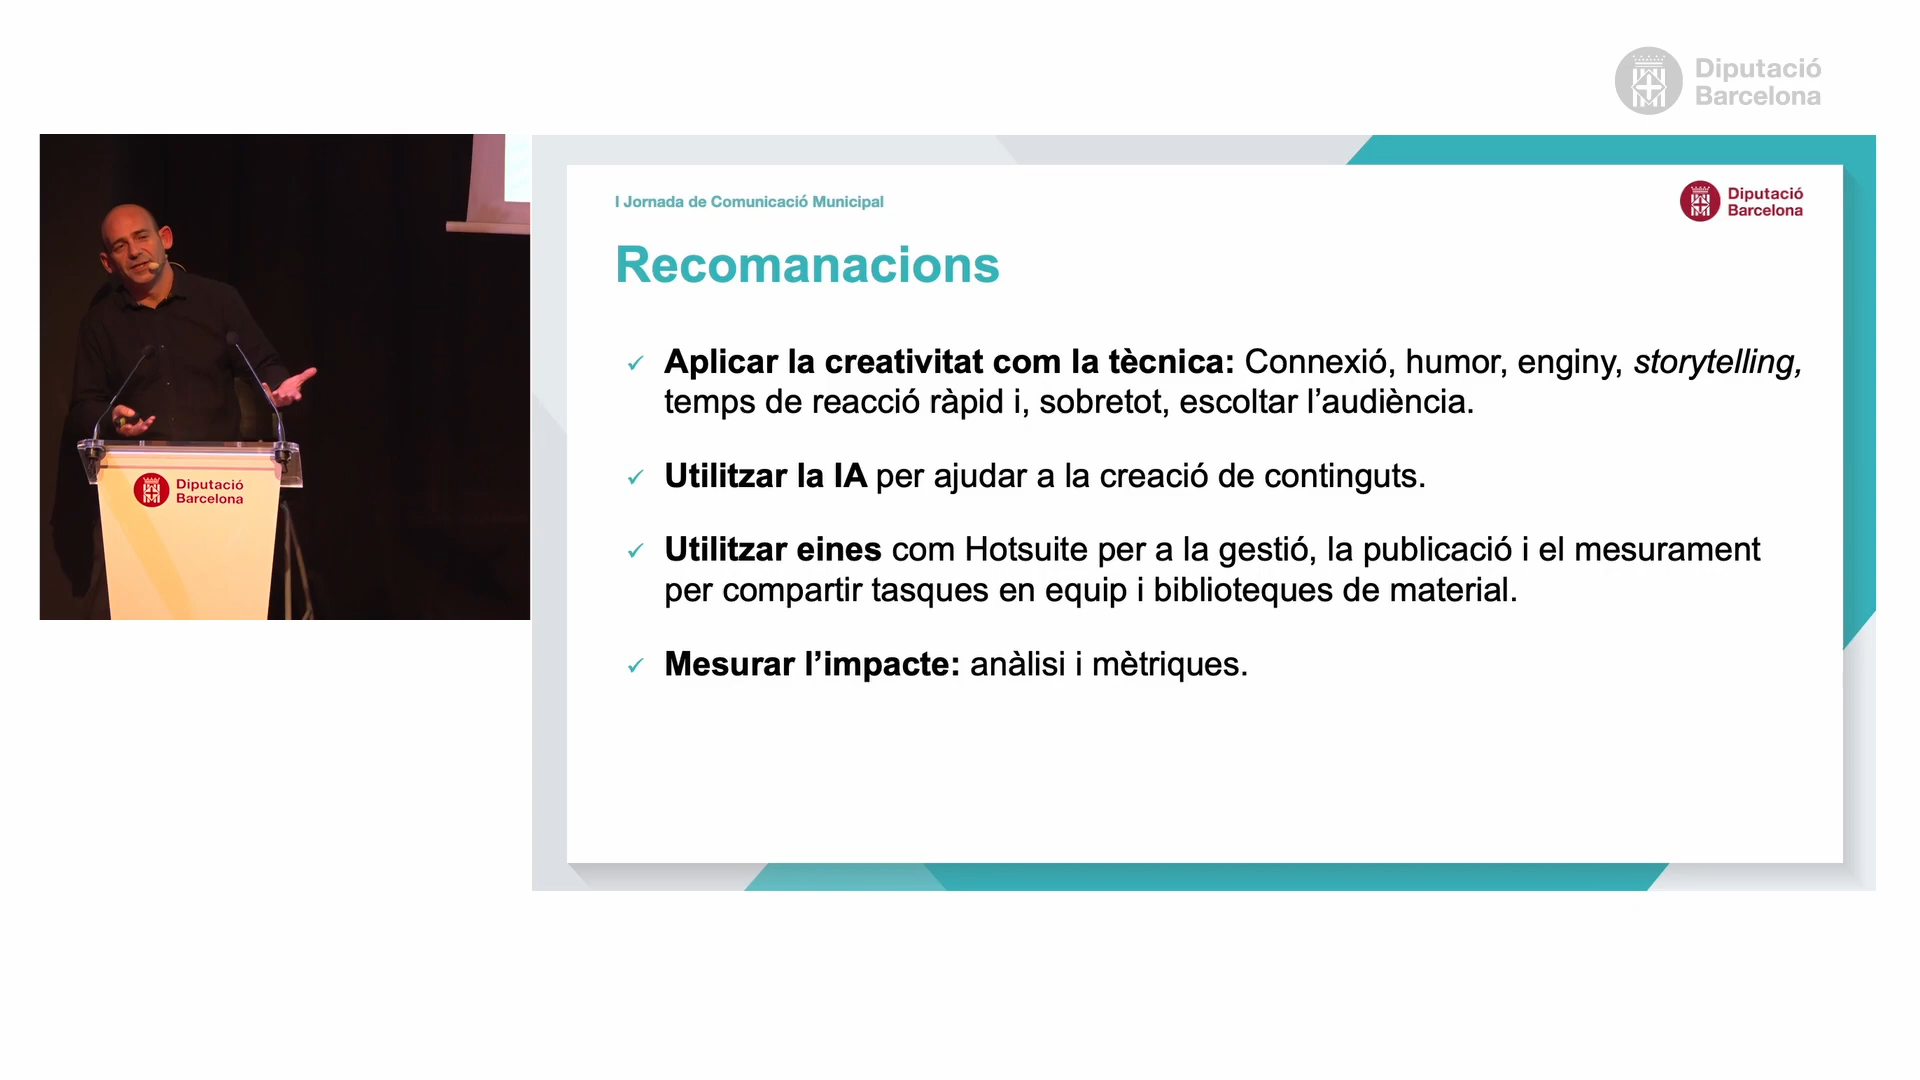 Diputació
Barcelona
I Jornada de Comunicació Municipal
Diputació
Barcelona
Recomanacions
Aplicar la creativitat com la tècnica: Connexió, humor, enginy, storytelling,
temps de reacció ràpid i, sobretot, escoltar l’audiència.
Utilitzar la IA per ajudar a la creació de continguts.
Utilitzar eines com Hotsuite per a la gestió, la publicació i el mesurament
per compartir tasques en equip i biblioteques de material.
Mesurar l’impacte: anàlisi i mètriques.
Diputació
Barcelona